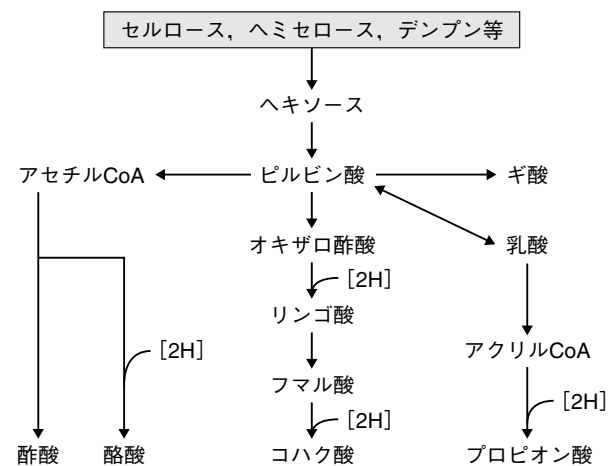 セルロース，ヘミセロース，デンプン等
ヘキソース
アセチルCoA
ピルビン酸
ギ酸
オキザロ酢酸
乳酸
［2H］
リンゴ酸
［2H］
アクリルCoA
フマル酸
［2H］
［2H］
酢酸
酪酸
コハク酸
プロピオン酸